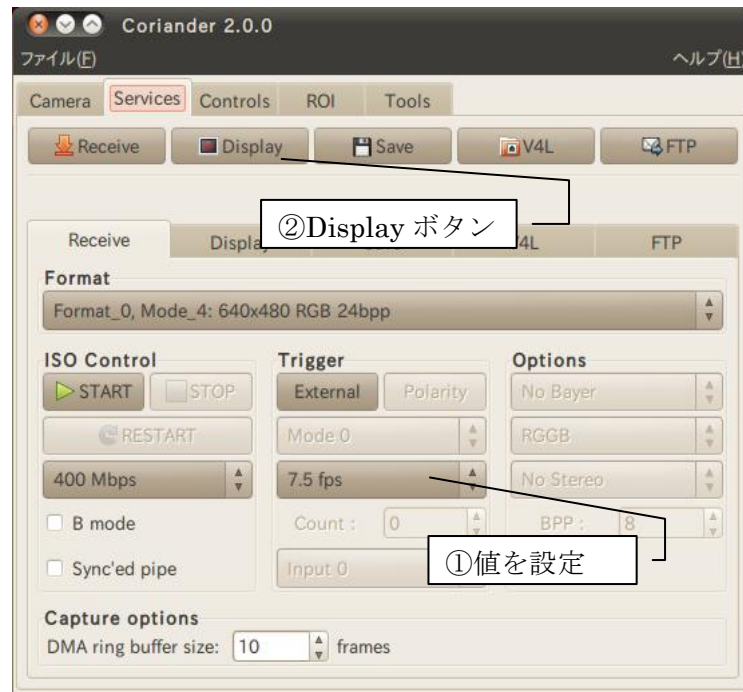 Coriander 2.0.0
ファイル(F) ヘルプ(H)
Camera Services Controls ROI Tools
Receive Display Save V4L FTP
②Display ボタン
Receive Display V4L FTP
Format
Format_0, Mode_4: 640x480 RGB 24bpp
ISO Control Trigger Options
START STOP External Polarity No Bayer
RESTART Mode 0 RGGB
400 Mbps 7.5 fps No Stereo
B mode Count : 0 BPP : 8
①値を設定
Sync'ed pipe Input 0
Capture options
DMA ring buffer size: 10 frames